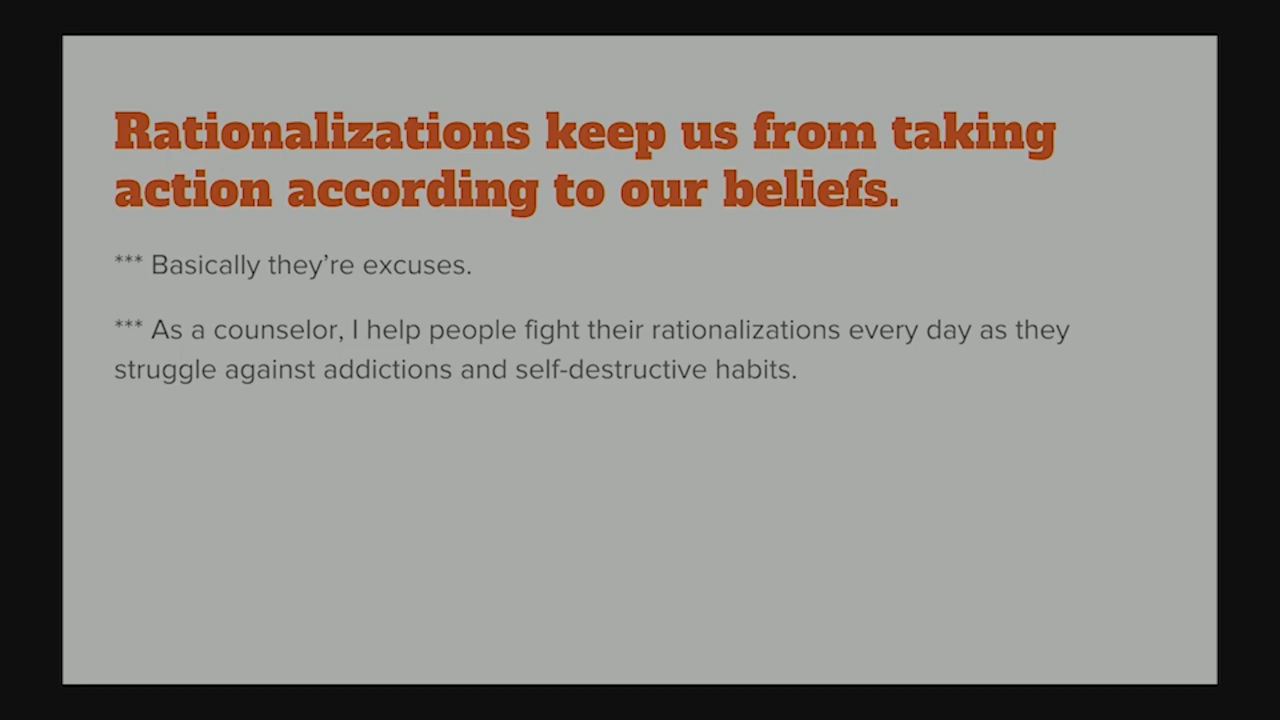 Rationalizations keep us from taking
action according to our beliefs.
*** Basically they’re excuses.
*** As a counselor, I help people fight their rationalizations every day as they
struggle against addictions and self-destructive habits.